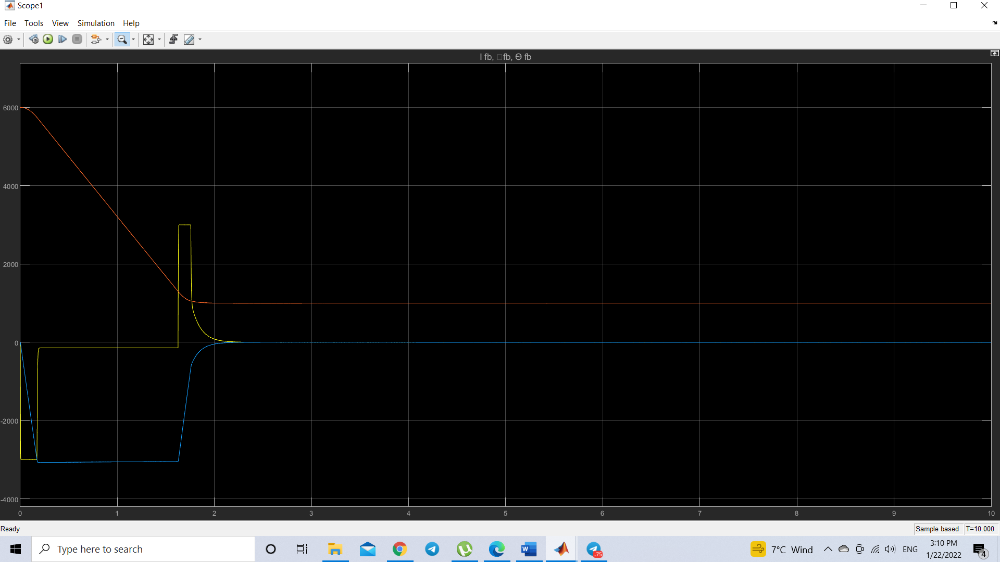 Scope1
File Tools View Simulation Help
I fb, □fb, Θ fb
6000
4000
2000
0
-2000
-4000
0 1 2 3 4 5 6 7 8 9 10
Ready
Sample based T=10.000
Type here to search
W
..75
7°C Wind
ENG
3:10 PM
1/22/2022
4